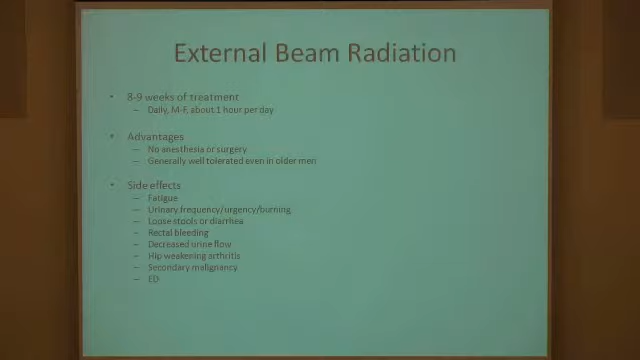 External Beam Radiation
• 8-9 weeks of treatment
– Daily, M-F, about 1 hour per day
• Advantages
– No anesthesia or surgery
– Generally well tolerated even in older men
• Side effects
– Fatigue
– Urinary frequency/urgency/burning
– Loose stools or diarrhea
– Rectal bleeding
– Decreased urine flow
– Hip weakening arthritis
– Secondary malignancy
– ED